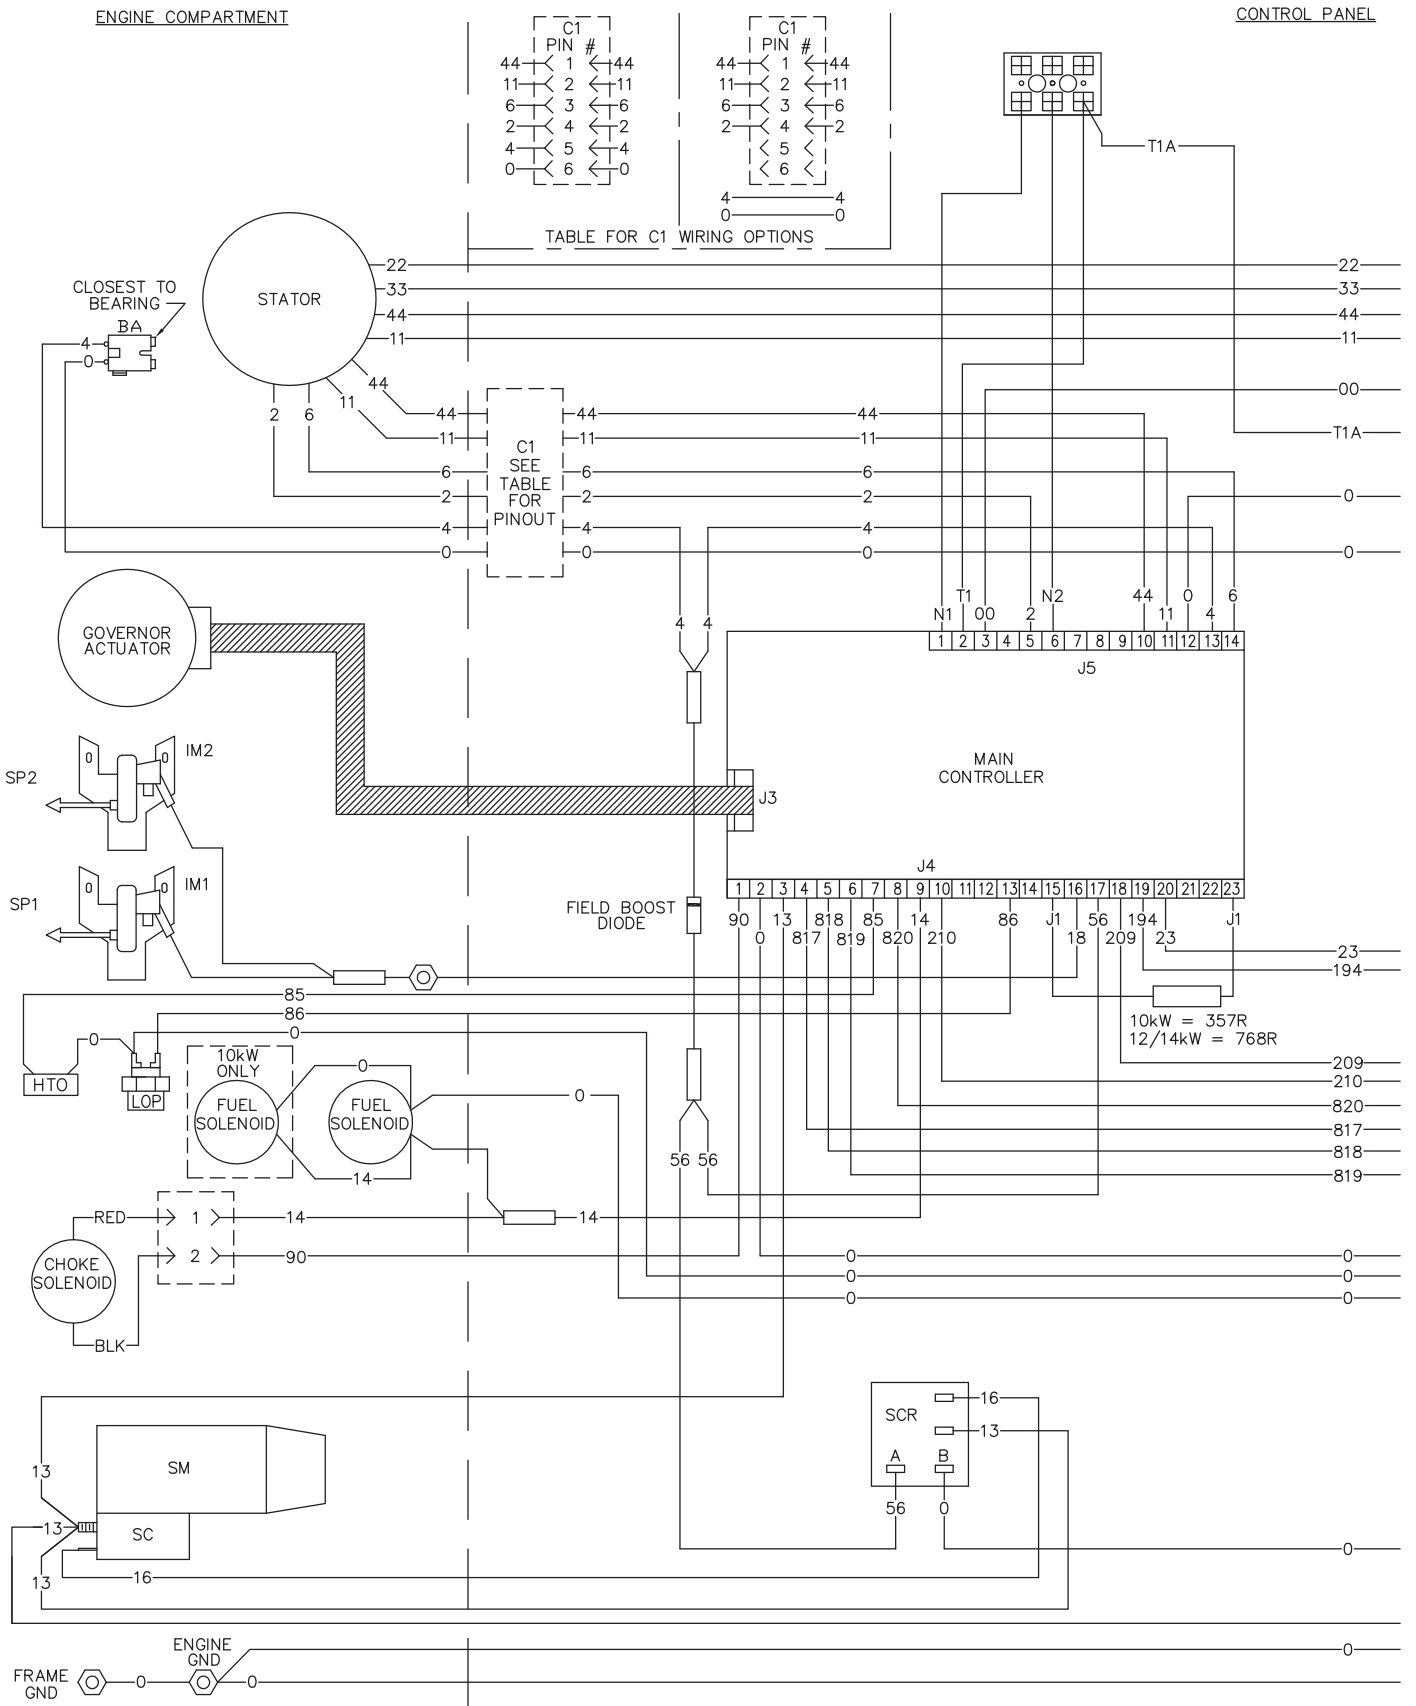 ENGINE COMPARTMENT
CONTROL PANEL
C1
PIN #
44 1 44
11 2 11
6 3 6
2 4 2
4 5 4
0 6 0
C1
PIN #
44 1 44
11 2 11
6 3 6
2 4 2
5
6
4 4
0 0
TABLE FOR C1 WIRING OPTIONS
T1A
STATOR
22 22
33 33
44 44
11 11
CLOSEST TO
BEARING
BA
4
0
00
T1A
2 6 11 44
44 44 44
11 11 11
6 6 6
2 2 2 0
4 4 4
0 0 0 0
C1
SEE
TABLE
FOR
PINOUT
4 4
N1 T1 00 2 N2 44 11 0 4 6
1 2 3 4 5 6 7 8 9 10 11 12 13 14
J5
GOVERNOR
ACTUATOR
MAIN
CONTROLLER
J3
J4
1 2 3 4 5 6 7 8 9 10 11 12 13 14 15 16 17 18 19 20 21 22 23
90 0 13 817 818 819 85 820 14 210 86 J1 18 56 209 194 23 J1
SP2
IM2
SP1
IM1
FIELD BOOST
DIODE
23
194
10kW = 357R
12/14kW = 768R
85
86
0
0
HTO
LOP
10kW
ONLY
FUEL
SOLENOID
FUEL
SOLENOID
0
0
14
209
210
820
817
818
819
56 56
RED
BLK
CHOKE
SOLENOID
1
2
14 14
90
0 0
0 0
0 0
SCR
16
13
A B
56 0
0
SM
SC
13
13
13
16
ENGINE
GND
FRAME
GND
0 0
0